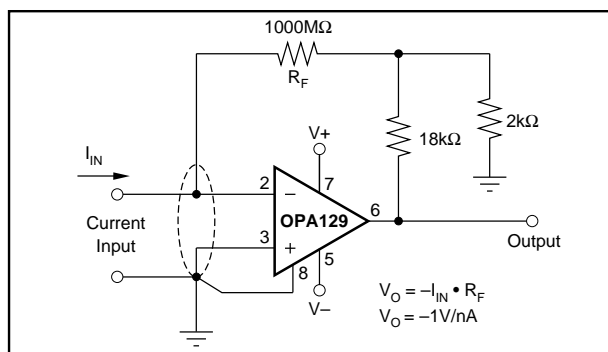 1000MΩ
R_F
18kΩ
2kΩ
I_IN
V+
7
2
−
OPA129
6
3
+
8
5
V−
Current
Input
Output
V_O = –I_IN • R_F
V_O = –1V/nA